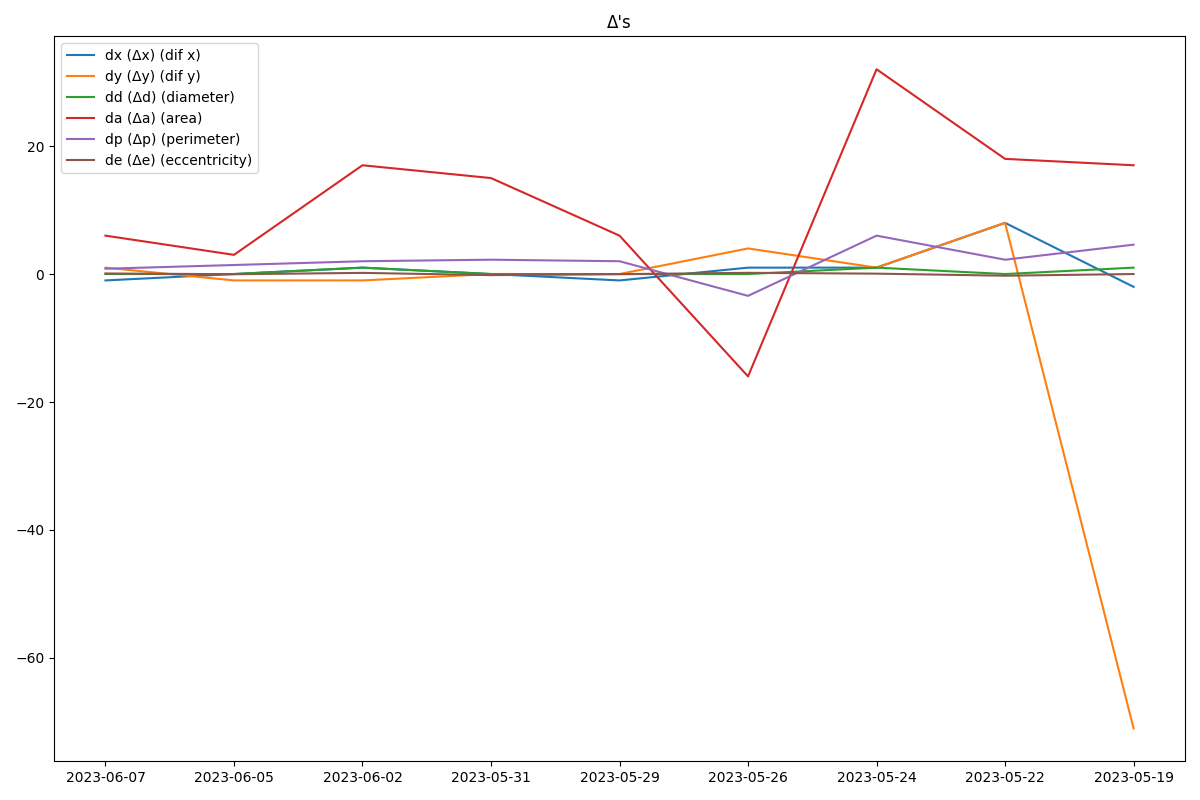 Δ's
dx (Δx) (dif x)
dy (Δy) (dif y)
dd (Δd) (diameter)
da (Δa) (area)
dp (Δp) (perimeter)
de (Δe) (eccentricity)
20
0
−20
−40
−60
2023-06-07 2023-06-05 2023-06-02 2023-05-31 2023-05-29 2023-05-26 2023-05-24 2023-05-22 2023-05-19